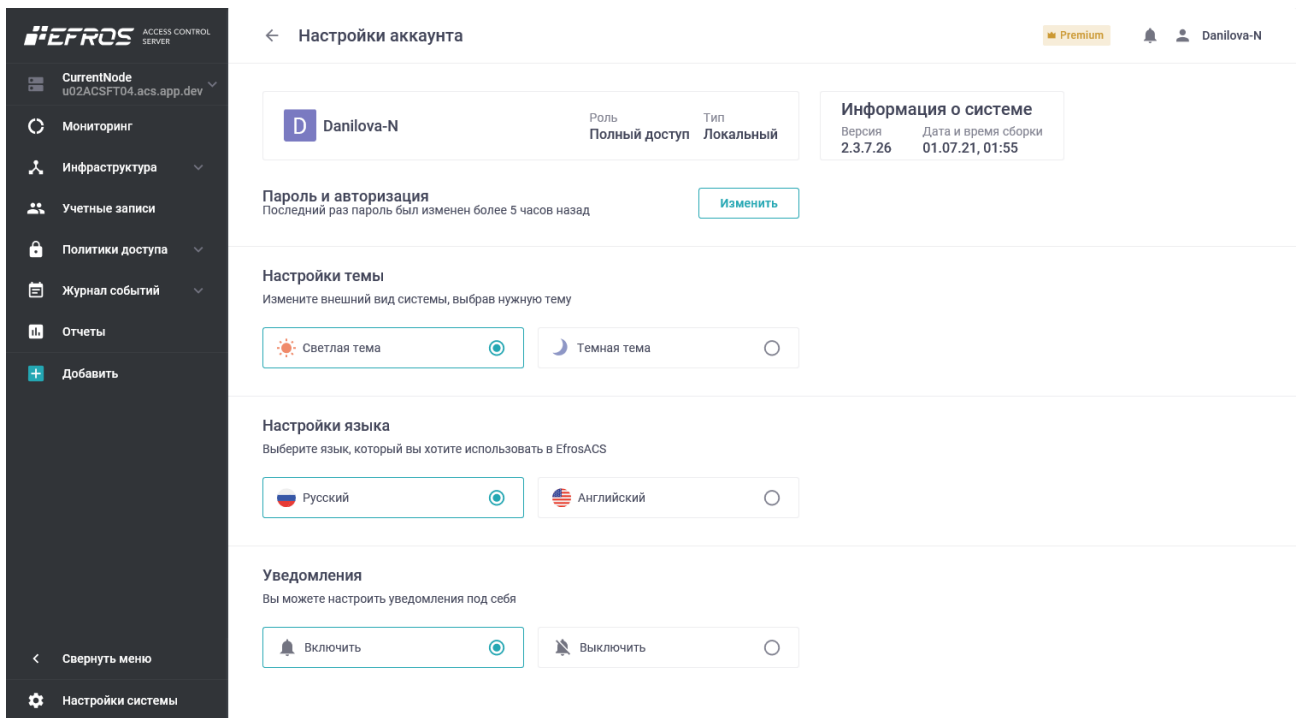 EFROS ACCESS CONTROL SERVER
CurrentNode
u02ACSFT04.acs.app.dev
Мониторинг
Инфраструктура
Учетные записи
Политики доступа
Журнал событий
Отчеты
Добавить
Свернуть меню
Настройки системы
Настройки аккаунта
Premium
Danilova-N
D Danilova-N
Роль Тип
Полный доступ Локальный
Информация о системе
Версия Дата и время сборки
2.3.7.26 01.07.21, 01:55
Пароль и авторизация
Последний раз пароль был изменен более 5 часов назад
Изменить
Настройки темы
Измените внешний вид системы, выбрав нужную тему
Светлая тема Темная тема
Настройки языка
Выберите язык, который вы хотите использовать в EfrosACS
Русский Английский
Уведомления
Вы можете настроить уведомления под себя
Включить Выключить